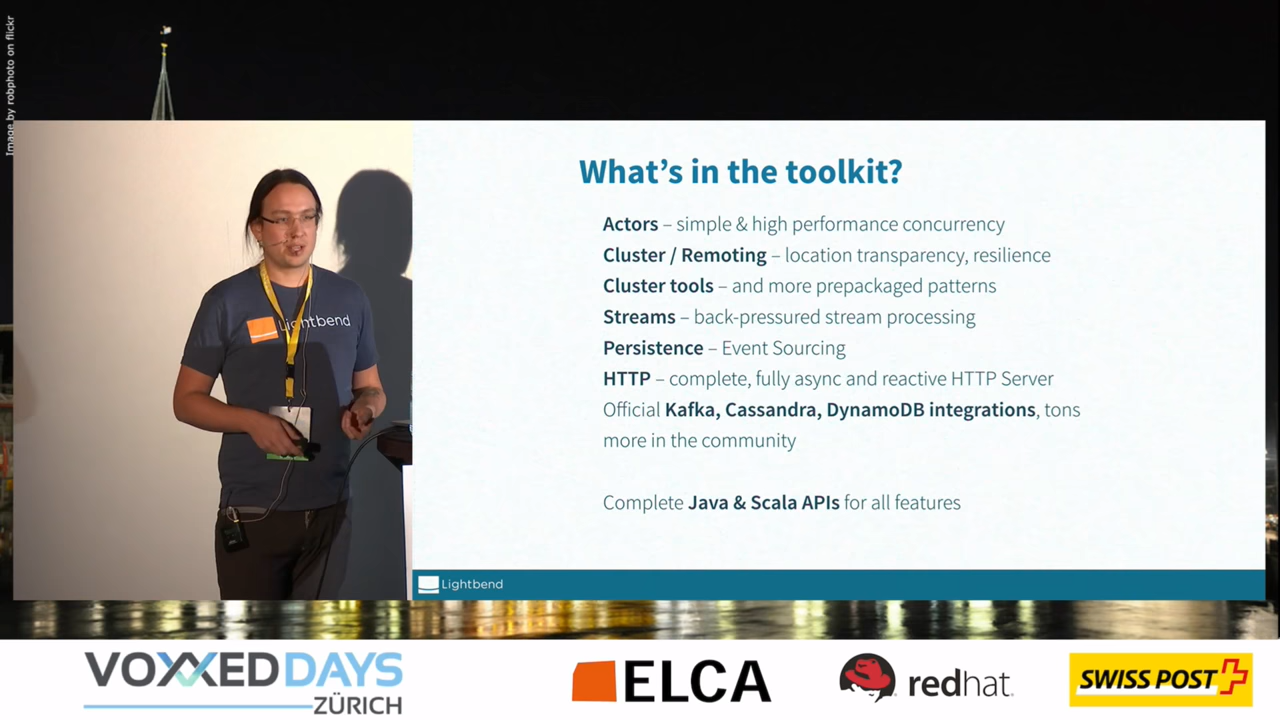 Image by robphoto on flickr
What's in the toolkit?
Actors – simple & high performance concurrency
Cluster / Remoting – location transparency, resilience
Cluster tools – and more prepackaged patterns
Streams – back-pressured stream processing
Persistence – Event Sourcing
HTTP – complete, fully async and reactive HTTP Server
Official Kafka, Cassandra, DynamoDB integrations, tons
more in the community
Complete Java & Scala APIs for all features
Lightbend
Lightbend
VOXXED DAYS
ZÜRICH
ELCA
redhat.
SWISS POST